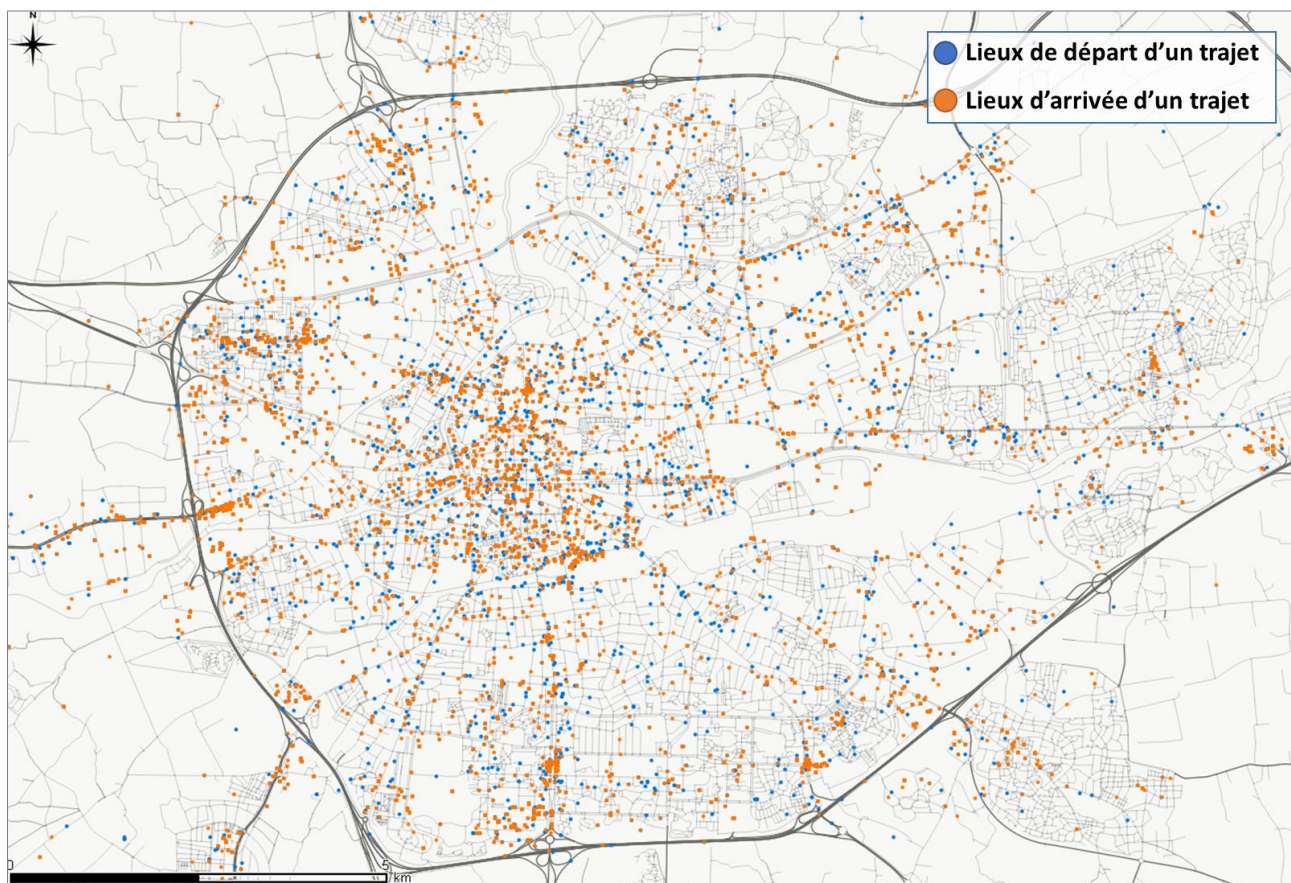 N
Lieux de départ d’un trajet
Lieux d’arrivée d’un trajet
0
5
km